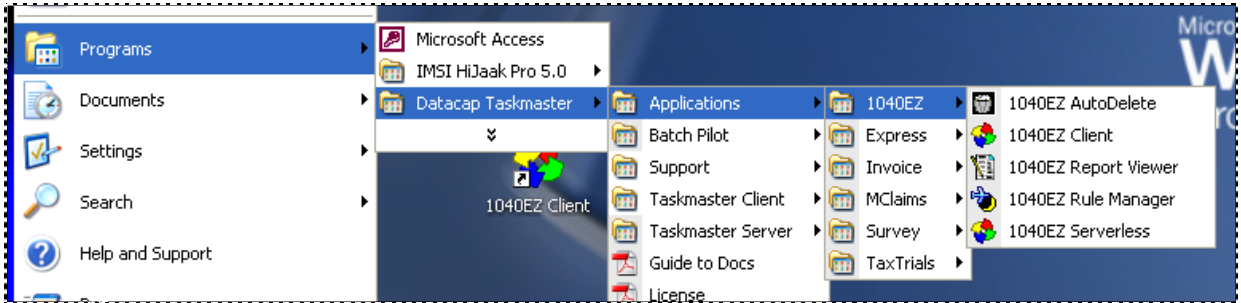 Programs
Documents
Settings
Search
Help and Support
Microsoft Access
IMSI HiJaak Pro 5.0
Datacap Taskmaster
1040EZ Client
Applications
Batch Pilot
Support
Taskmaster Client
Taskmaster Server
Guide to Docs
License
1040EZ
Express
Invoice
MClaims
Survey
TaxTrials
1040EZ AutoDelete
1040EZ Client
1040EZ Report Viewer
1040EZ Rule Manager
1040EZ Serverless
Micro
W